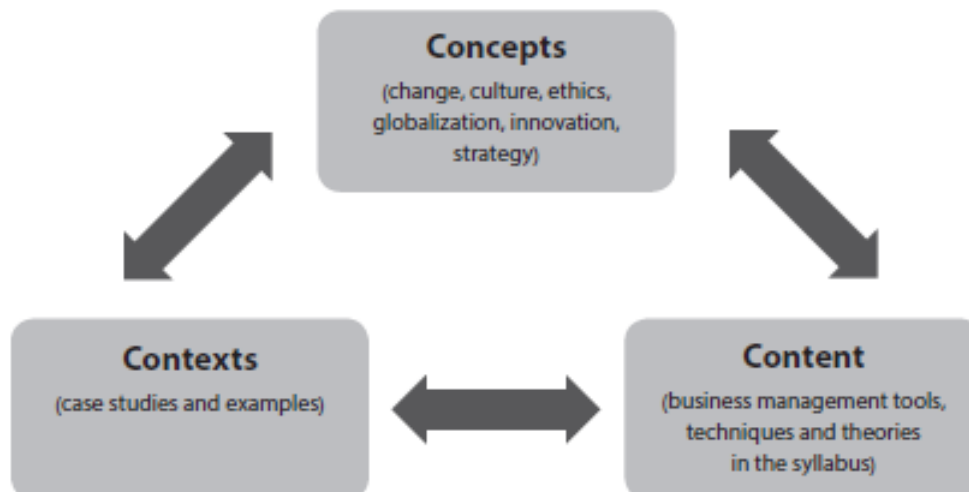 Concepts
(change, culture, ethics,
globalization, innovation,
strategy)
Contexts
(case studies and examples)
Content
(business management tools,
techniques and theories
in the syllabus)